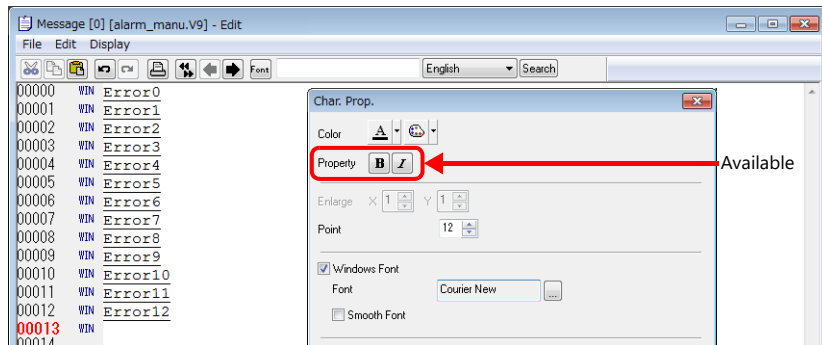 Message [0] [alarm_manu.V9] - Edit
File Edit Display
Font English Search
00000 WIN Error0
00001 WIN Error1
00002 WIN Error2
00003 WIN Error3
00004 WIN Error4
00005 WIN Error5
00006 WIN Error6
00007 WIN Error7
00008 WIN Error8
00009 WIN Error9
00010 WIN Error10
00011 WIN Error11
00012 WIN Error12
00013 WIN
00014
Char. Prop.
Color A
Property B I
Available
Enlarge X 1 Y 1
Point 12
Windows Font
Font Courier New ...
Smooth Font